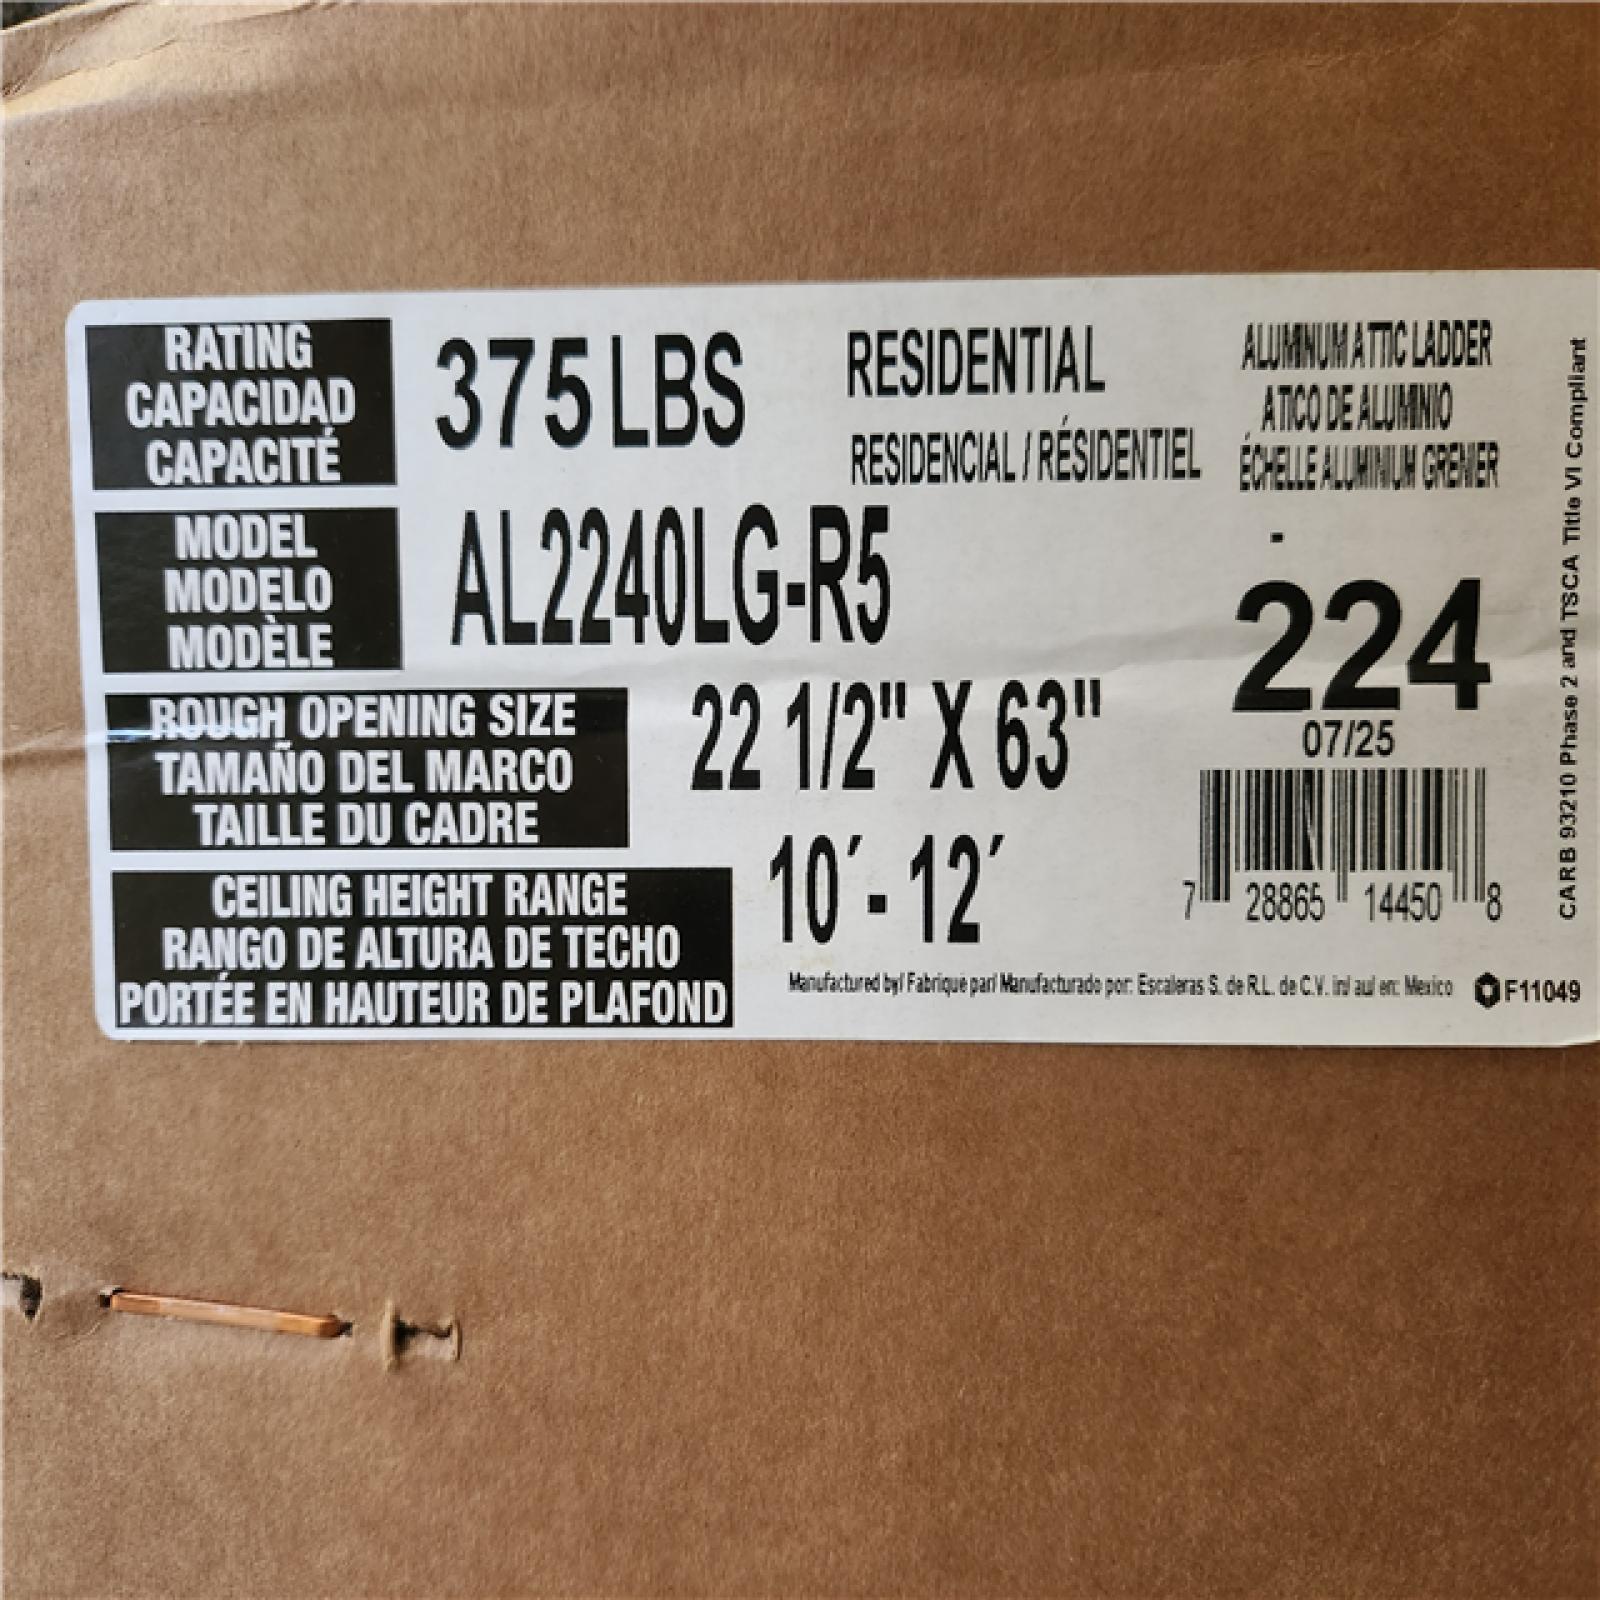 RATING
CAPACIDAD
CAPACITÉ
375 LBS
RESIDENTIAL
RESIDENCIAL / RÉSIDENTIEL
ALUMINUM ATTIC LADDER
ATICO DE ALUMINIO
ÉCHELLE ALUMINIUM GRENIER
-
MODEL
MODELO
MODÈLE
AL2240LG-R5
224
07/25
ROUGH OPENING SIZE
TAMAÑO DEL MARCO
TAILLE DU CADRE
22 1/2" X 63"
CEILING HEIGHT RANGE
RANGO DE ALTURA DE TECHO
PORTÉE EN HAUTEUR DE PLAFOND
10′ - 12′
7 28865 14450 8
Manufactured by/ Fabriqué par/ Manufacturado por: Escaleras S. de R.L. de C.V. in/ au/ en: Mexico
F11049
CARB 93210 Phase 2 and TSCA Title VI Compliant